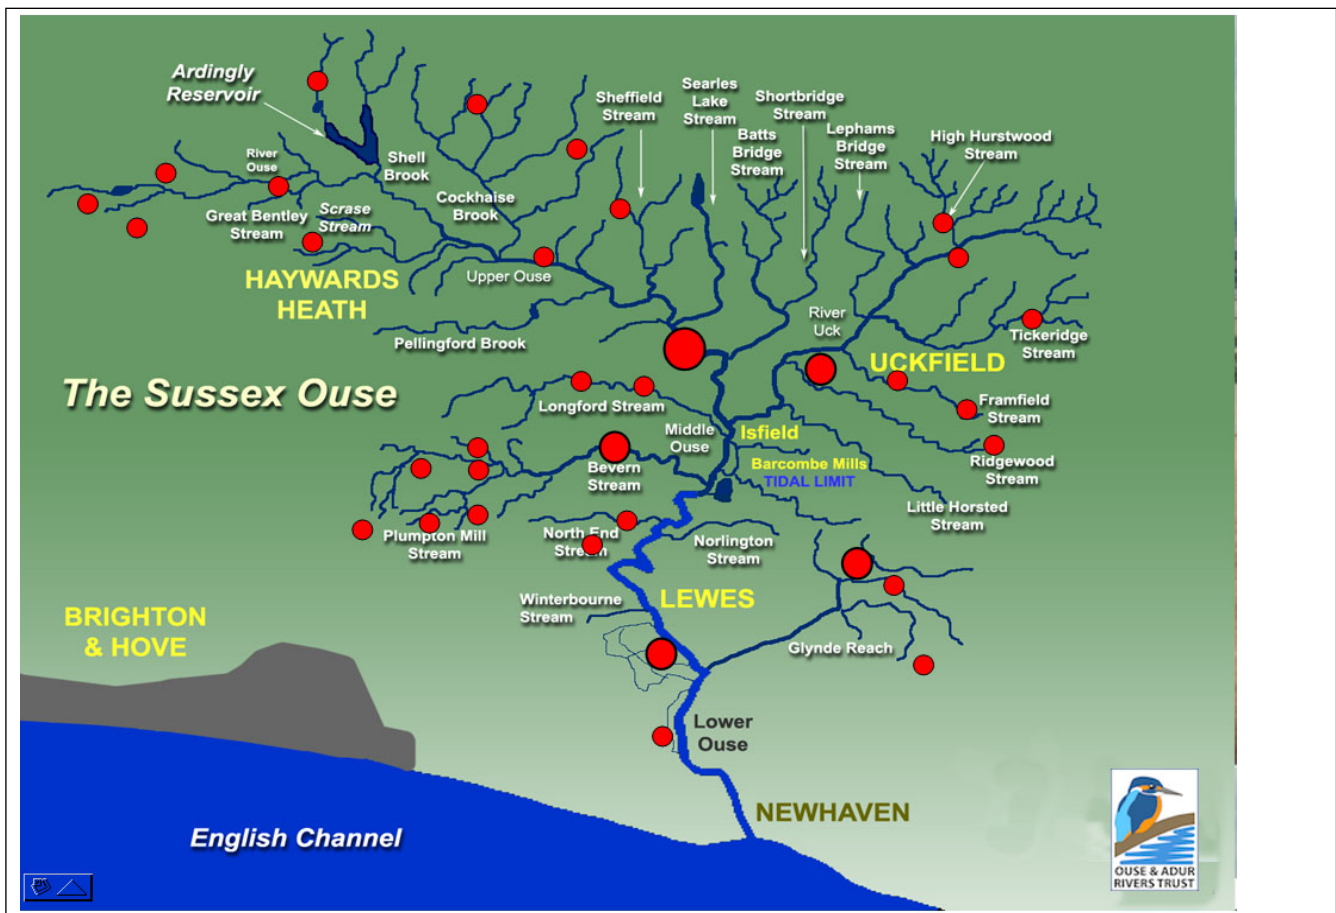 Ardingly
Reservoir
Searles
Lake
Stream
Sheffield
Stream
Shortbridge
Stream
Batts
Bridge
Stream
Lephams
Bridge
Stream
High Hurstwood
Stream
River
Ouse
Shell
Brook
Cockhaise
Brook
Great Bentley
Stream
Scrase
Stream
HAYWARDS
HEATH
Upper Ouse
Pellingford Brook
River
Uck
UCKFIELD
Tickeridge
Stream
The Sussex Ouse
Longford Stream
Framfield
Stream
Middle
Ouse
Isfield
Barcombe Mills
TIDAL LIMIT
Ridgewood
Stream
Bevern
Stream
Little Horsted
Stream
Plumpton Mill
Stream
North End
Stream
Norlington
Stream
Winterbourne
Stream
LEWES
BRIGHTON
& HOVE
Glynde Reach
Lower
Ouse
NEWHAVEN
English Channel
OUSE & ADUR
RIVERS TRUST